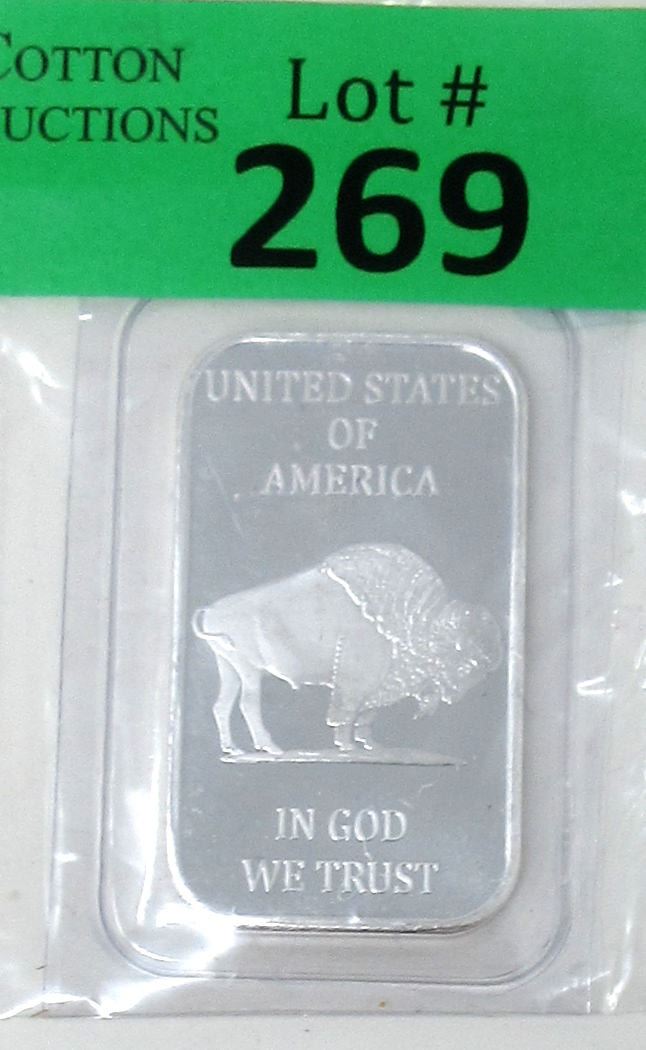 COTTON
UCTIONS
Lot #
269
UNITED STATES
OF
AMERICA
IN GOD
WE TRUST